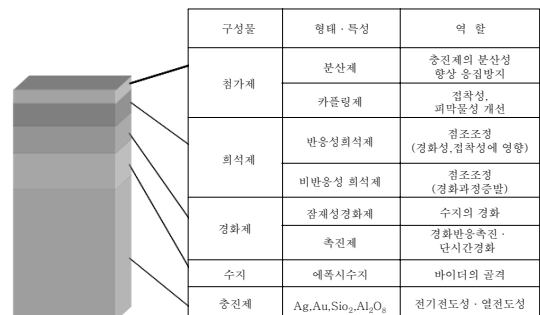 구성물 형태·특성 역 할
첨가제
분산제 충진제의 분산성
향상 응집방지
카플링제 접착성,
피막물성 개선
희석제
반응성희석제 점조조정
(경화성,접착성에 영향)
비반응성 희석제 점조조정
(경화과정증발)
경화제
잠재성경화제 수지의 경화
촉진제 경화반응촉진·
단시간경화
수지 에폭시수지 바이더의 골격
충진제 Ag,Au,Sio₂,Al₂O₈ 전기전도성·열전도성